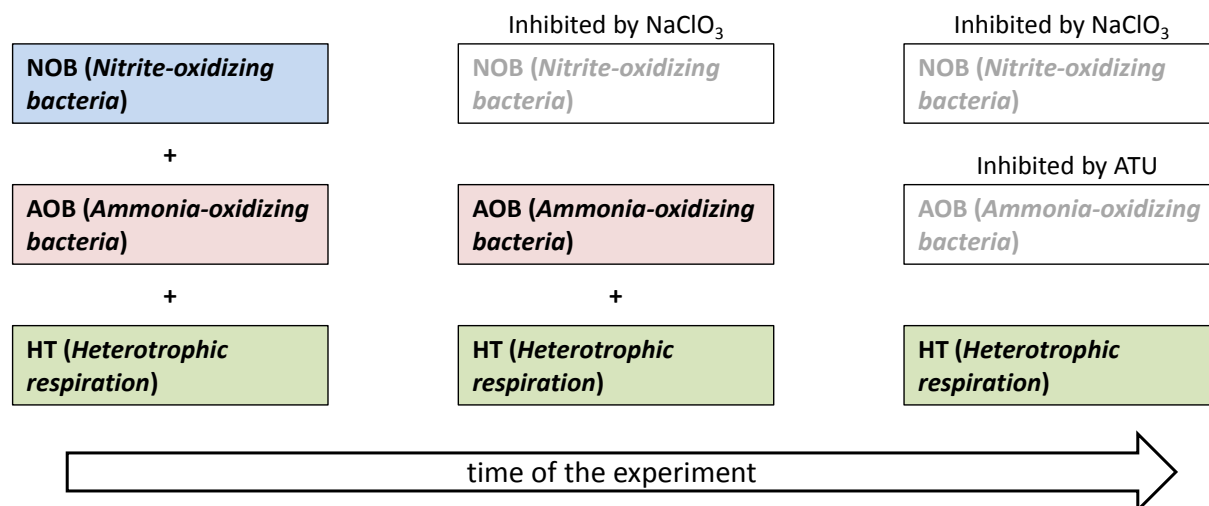 Inhibited by NaClO₃
Inhibited by NaClO₃
NOB (Nitrite-oxidizing
bacteria)
NOB (Nitrite-oxidizing
bacteria)
NOB (Nitrite-oxidizing
bacteria)
+
Inhibited by ATU
AOB (Ammonia-oxidizing
bacteria)
AOB (Ammonia-oxidizing
bacteria)
AOB (Ammonia-oxidizing
bacteria)
+
+
HT (Heterotrophic
respiration)
HT (Heterotrophic
respiration)
HT (Heterotrophic
respiration)
time of the experiment